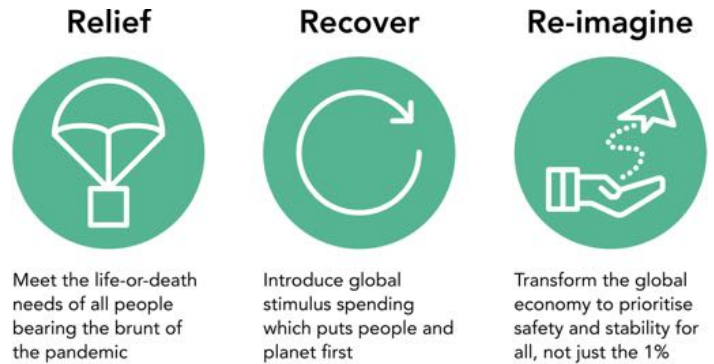 Relief
Meet the life-or-death
needs of all people
bearing the brunt of
the pandemic
Recover
Introduce global
stimulus spending
which puts people and
planet first
Re-imagine
Transform the global
economy to prioritise
safety and stability for
all, not just the 1%